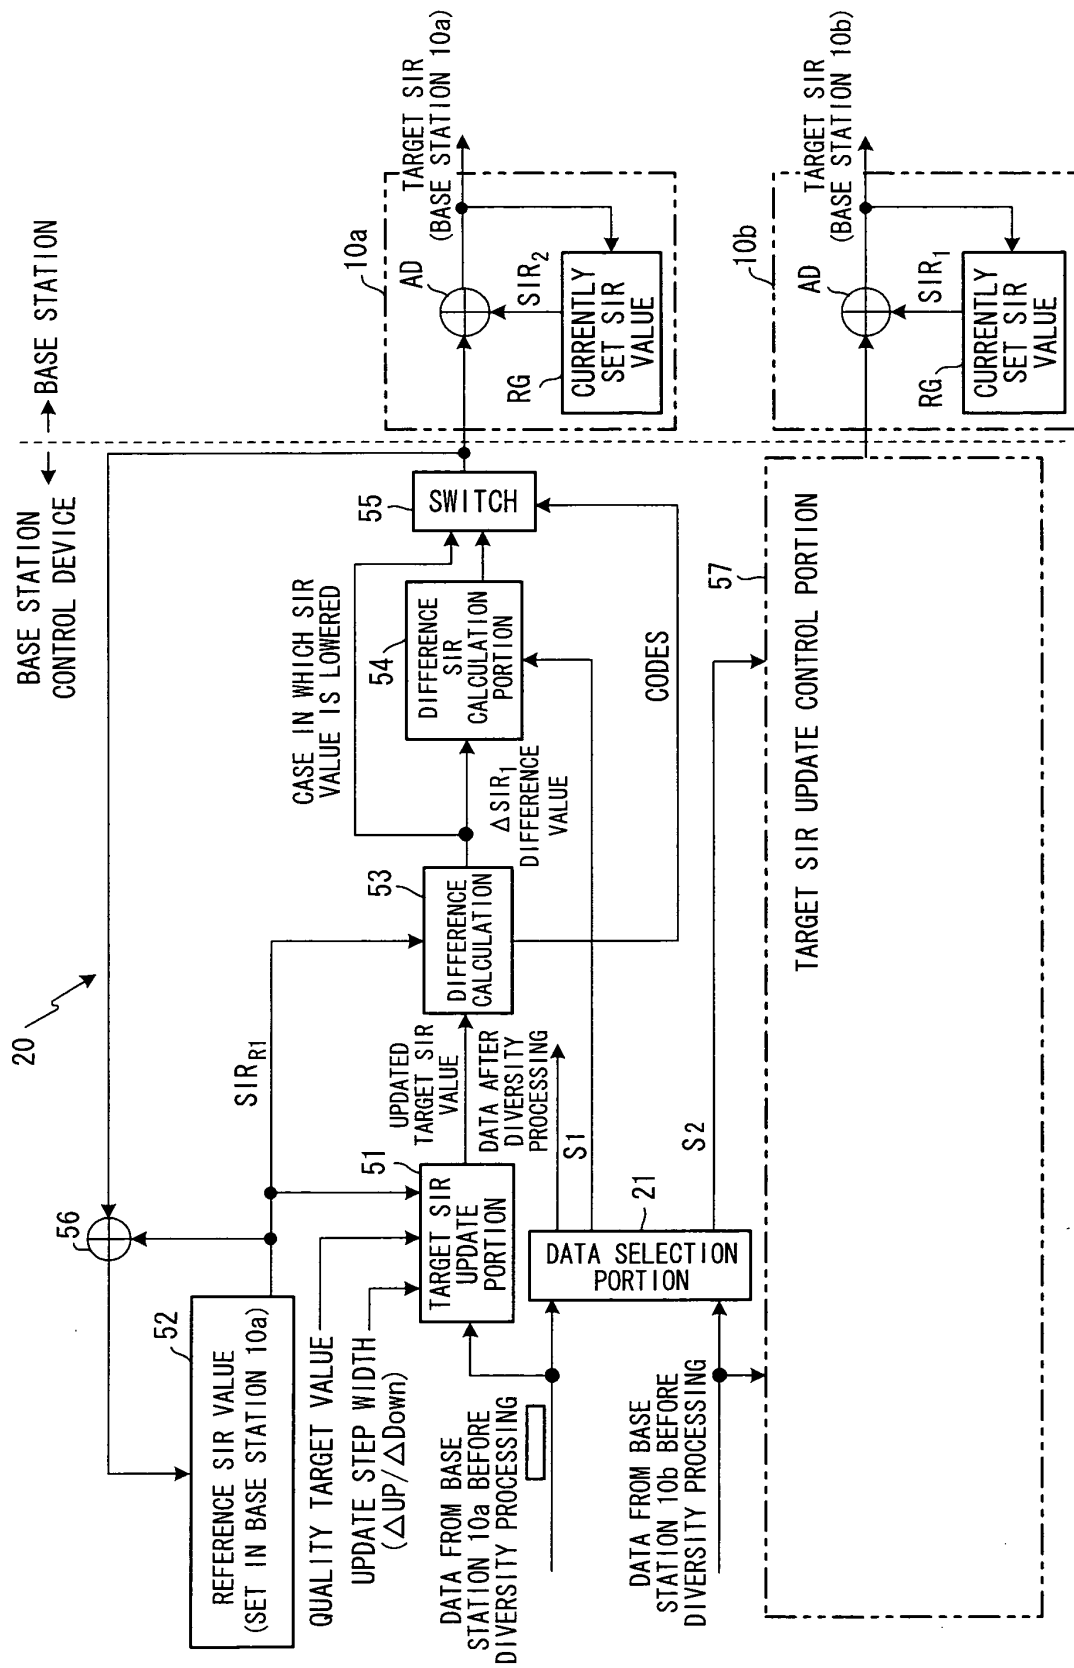 20
BASE STATION
CONTROL DEVICE
BASE STATION
56
52
REFERENCE SIR VALUE
(SET IN BASE STATION 10a)
SIR_R1
QUALITY TARGET VALUE
UPDATE STEP WIDTH
(△UP/△Down)
51
TARGET SIR
UPDATE
PORTION
UPDATED
TARGET SIR
VALUE
53
DIFFERENCE
CALCULATION
CASE IN WHICH SIR
VALUE IS LOWERED
△SIR₁
DIFFERENCE
VALUE
54
DIFFERENCE
SIR
CALCULATION
PORTION
55
SWITCH
CODES
DATA FROM BASE
STATION 10a BEFORE
DIVERSITY PROCESSING
DATA AFTER
DIVERSITY
PROCESSING
S1
21
DATA SELECTION
PORTION
S2
DATA FROM BASE
STATION 10b BEFORE
DIVERSITY PROCESSING
57
TARGET SIR UPDATE CONTROL PORTION
10a
AD
TARGET SIR
(BASE STATION 10a)
SIR₂
RG
CURRENTLY
SET SIR
VALUE
10b
AD
TARGET SIR
(BASE STATION 10b)
SIR₁
RG
CURRENTLY
SET SIR
VALUE